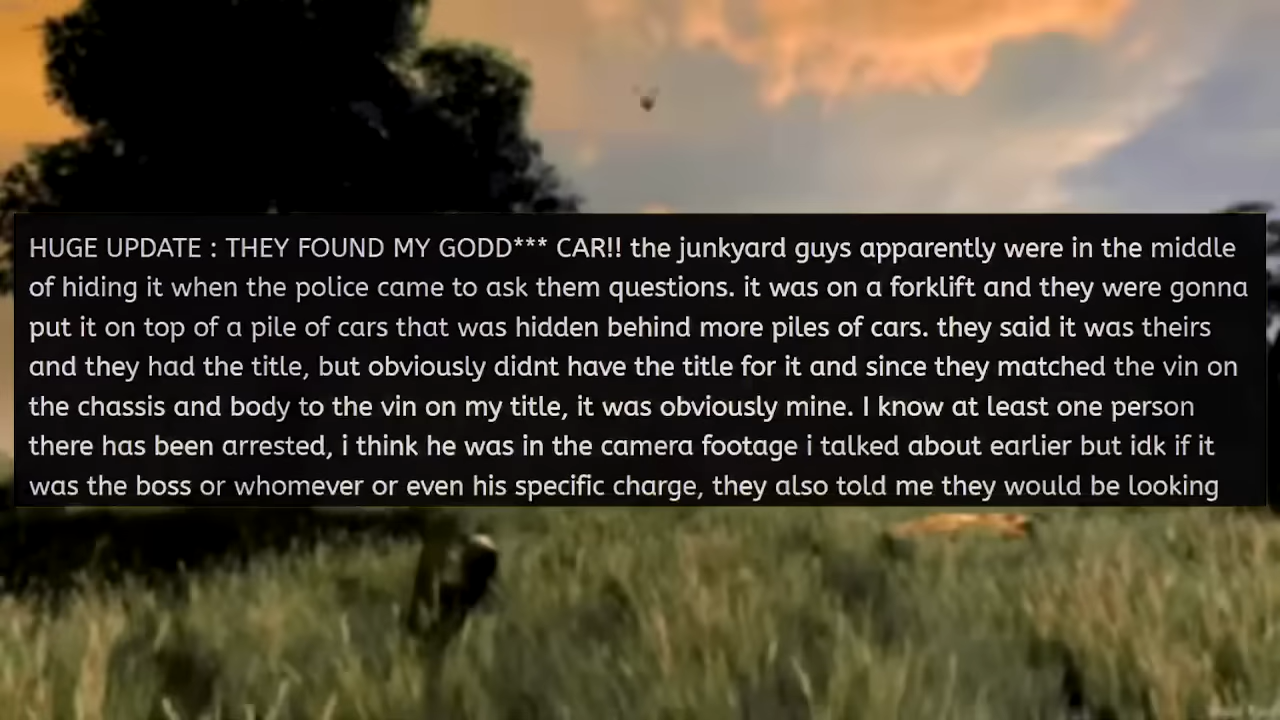 HUGE UPDATE : THEY FOUND MY GODD*** CAR!! the junkyard guys apparently were in the middle
of hiding it when the police came to ask them questions. it was on a forklift and they were gonna
put it on top of a pile of cars that was hidden behind more piles of cars. they said it was theirs
and they had the title, but obviously didnt have the title for it and since they matched the vin on
the chassis and body to the vin on my title, it was obviously mine. I know at least one person
there has been arrested, i think he was in the camera footage i talked about earlier but idk if it
was the boss or whomever or even his specific charge, they also told me they would be looking